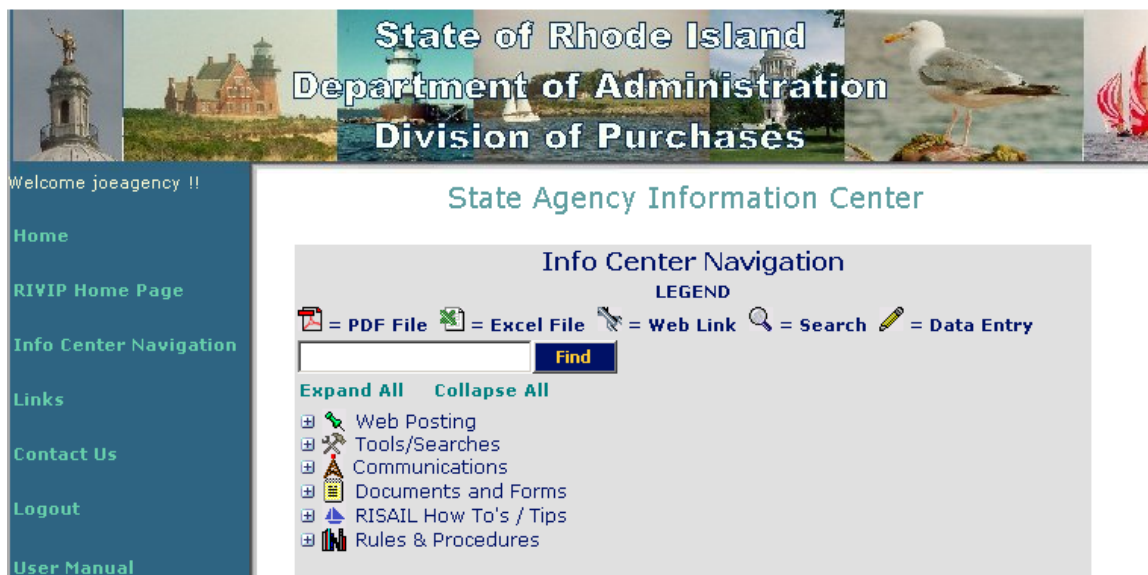 State of Rhode Island
Department of Administration
Division of Purchases
Welcome joeagency !!
Home
RIVIP Home Page
Info Center Navigation
Links
Contact Us
Logout
User Manual
State Agency Information Center
Info Center Navigation
LEGEND
= PDF File = Excel File = Web Link = Search = Data Entry
Find
Expand All Collapse All
Web Posting
Tools/Searches
Communications
Documents and Forms
RISAIL How To's / Tips
Rules & Procedures